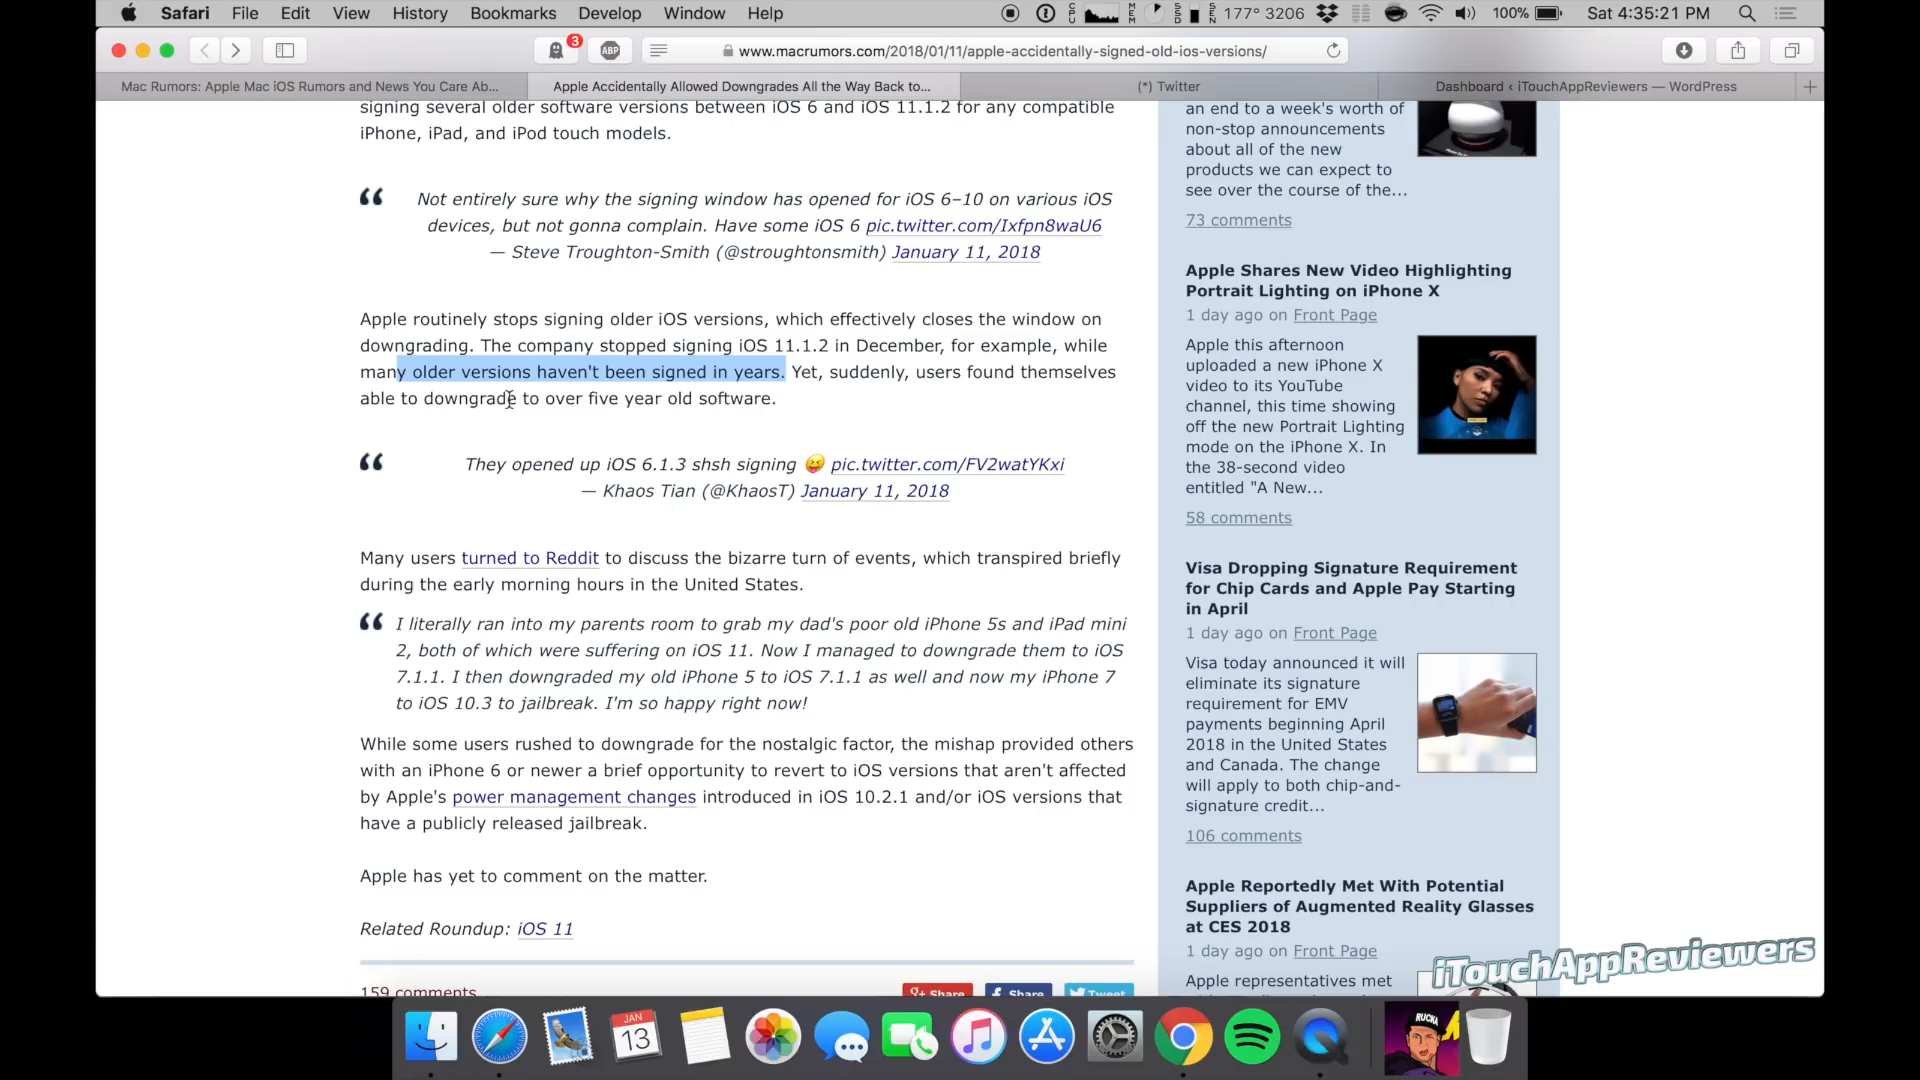 Safari File Edit View History Bookmarks Develop Window Help
CPU MEM SSD SEN 177° 3206 100% Sat 4:35:21 PM
3 ABP www.macrumors.com/2018/01/11/apple-accidentally-signed-old-ios-versions/
Mac Rumors: Apple Mac iOS Rumors and News You Care Ab...
Apple Accidentally Allowed Downgrades All the Way Back to...
(*) Twitter
Dashboard ‹ iTouchAppReviewers — WordPress
signing several older software versions between iOS 6 and iOS 11.1.2 for any compatible
iPhone, iPad, and iPod touch models.
“ Not entirely sure why the signing window has opened for iOS 6–10 on various iOS
devices, but not gonna complain. Have some iOS 6 pic.twitter.com/Ixfpn8waU6
— Steve Troughton-Smith (@stroughtonsmith) January 11, 2018
Apple routinely stops signing older iOS versions, which effectively closes the window on
downgrading. The company stopped signing iOS 11.1.2 in December, for example, while
many older versions haven't been signed in years. Yet, suddenly, users found themselves
able to downgrade to over five year old software.
“ They opened up iOS 6.1.3 shsh signing 😝 pic.twitter.com/FV2watYKxi
— Khaos Tian (@KhaosT) January 11, 2018
Many users turned to Reddit to discuss the bizarre turn of events, which transpired briefly
during the early morning hours in the United States.
“ I literally ran into my parents room to grab my dad's poor old iPhone 5s and iPad mini
2, both of which were suffering on iOS 11. Now I managed to downgrade them to iOS
7.1.1. I then downgraded my old iPhone 5 to iOS 7.1.1 as well and now my iPhone 7
to iOS 10.3 to jailbreak. I'm so happy right now!
While some users rushed to downgrade for the nostalgic factor, the mishap provided others
with an iPhone 6 or newer a brief opportunity to revert to iOS versions that aren't affected
by Apple's power management changes introduced in iOS 10.2.1 and/or iOS versions that
have a publicly released jailbreak.
Apple has yet to comment on the matter.
Related Roundup: iOS 11
159 comments
g+ Share
f Share
Tweet
an end to a week's worth of
non-stop announcements
about all of the new
products we can expect to
see over the course of the...
73 comments
Apple Shares New Video Highlighting
Portrait Lighting on iPhone X
1 day ago on Front Page
Apple this afternoon
uploaded a new iPhone X
video to its YouTube
channel, this time showing
off the new Portrait Lighting
mode on the iPhone X. In
the 38-second video
entitled "A New...
58 comments
Visa Dropping Signature Requirement
for Chip Cards and Apple Pay Starting
in April
1 day ago on Front Page
Visa today announced it will
eliminate its signature
requirement for EMV
payments beginning April
2018 in the United States
and Canada. The change
will apply to both chip-and-
signature credit...
106 comments
Apple Reportedly Met With Potential
Suppliers of Augmented Reality Glasses
at CES 2018
1 day ago on Front Page
Apple representatives met
iTouchAppReviewers
JAN
13
RUCKA